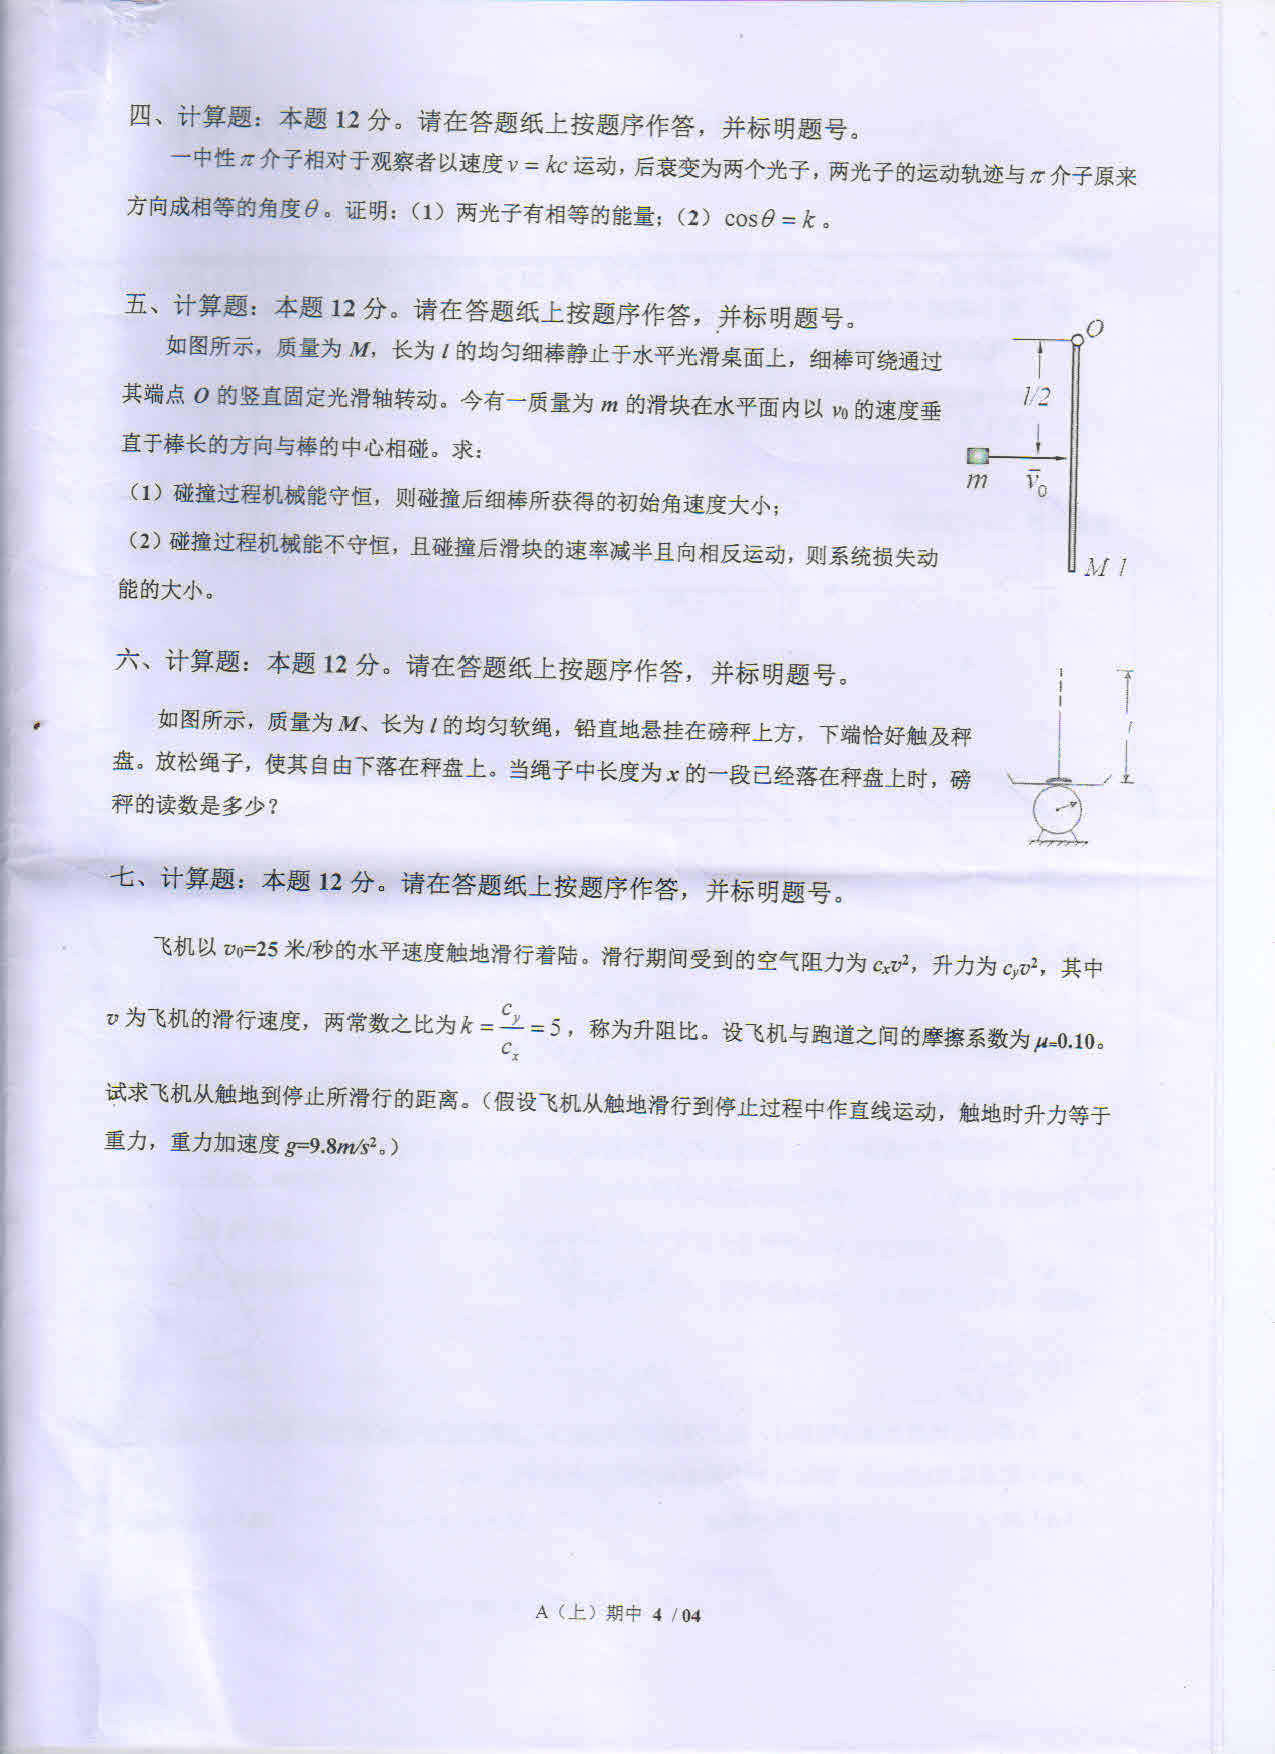 四、计算题：本题 12 分。请在答题纸上按题序作答，并标明题号。
一中性 π 介子相对于观察者以速度 v = kc 运动，后衰变为两个光子，两光子的运动轨迹与 π 介子原来
方向成相等的角度 θ 。证明：（1）两光子有相等的能量；（2）cosθ = k 。
五、计算题：本题 12 分。请在答题纸上按题序作答，并标明题号。
如图所示，质量为 M，长为 l 的均匀细棒静止于水平光滑桌面上，细棒可绕通过
其端点 O 的竖直固定光滑轴转动。今有一质量为 m 的滑块在水平面内以 v₀ 的速度垂
直于棒长的方向与棒的中心相碰。求：
（1）碰撞过程机械能守恒，则碰撞后细棒所获得的初始角速度大小；
（2）碰撞过程机械能不守恒，且碰撞后滑块的速率减半且向相反运动，则系统损失动
能的大小。
O
l/2
m
v̄₀
M l
六、计算题：本题 12 分。请在答题纸上按题序作答，并标明题号。
如图所示，质量为 M、长为 l 的均匀软绳，铅直地悬挂在磅秤上方，下端恰好触及秤
盘。放松绳子，使其自由下落在秤盘上。当绳子中长度为 x 的一段已经落在秤盘上时，磅
秤的读数是多少？
l
七、计算题：本题 12 分。请在答题纸上按题序作答，并标明题号。
飞机以 v₀=25 米/秒的水平速度触地滑行着陆。滑行期间受到的空气阻力为 cₓv²，升力为 c_yv²，其中
v 为飞机的滑行速度，两常数之比为 k = c_y/cₓ = 5，称为升阻比。设飞机与跑道之间的摩擦系数为 μ=0.10。
试求飞机从触地到停止所滑行的距离。（假设飞机从触地滑行到停止过程中作直线运动，触地时升力等于
重力，重力加速度 g=9.8m/s²。）
A（上）期中 4 / 04